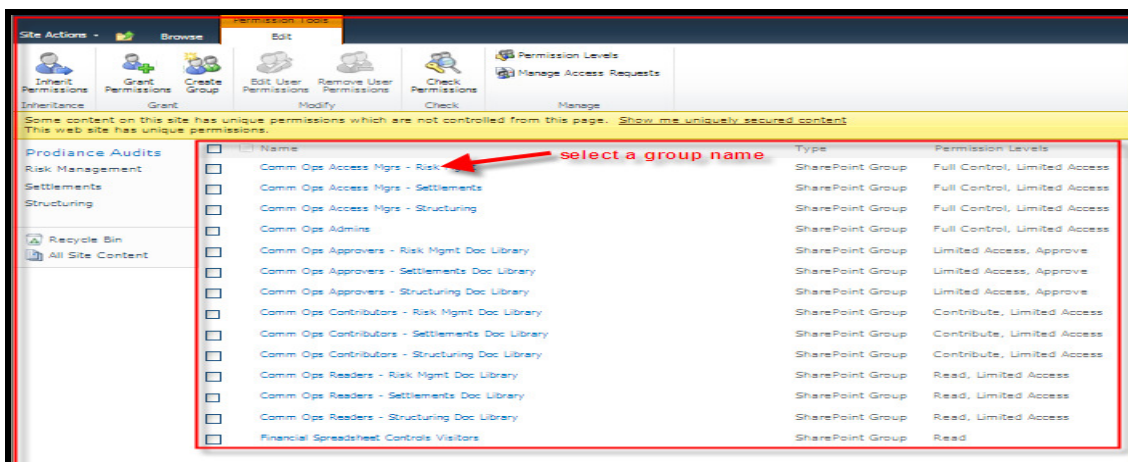 Permission Tools
Site Actions Browse Edit
Inherit Permissions
Grant Permissions
Create Group
Edit User Permissions
Remove User Permissions
Check Permissions
Permission Levels
Manage Access Requests
Inheritance Grant Modify Check Manage
Some content on this site has unique permissions which are not controlled from this page. Show me uniquely secured content
This web site has unique permissions.
Prodiance Audits
Risk Management
Settlements
Structuring
Recycle Bin
All Site Content
Name Type Permission Levels
select a group name
Comm Ops Access Mgrs - Risk SharePoint Group Full Control, Limited Access
Comm Ops Access Mgrs - Settlements SharePoint Group Full Control, Limited Access
Comm Ops Access Mgrs - Structuring SharePoint Group Full Control, Limited Access
Comm Ops Admins SharePoint Group Full Control, Limited Access
Comm Ops Approvers - Risk Mgmt Doc Library SharePoint Group Limited Access, Approve
Comm Ops Approvers - Settlements Doc Library SharePoint Group Limited Access, Approve
Comm Ops Approvers - Structuring Doc Library SharePoint Group Limited Access, Approve
Comm Ops Contributors - Risk Mgmt Doc Library SharePoint Group Contribute, Limited Access
Comm Ops Contributors - Settlements Doc Library SharePoint Group Contribute, Limited Access
Comm Ops Contributors - Structuring Doc Library SharePoint Group Contribute, Limited Access
Comm Ops Readers - Risk Mgmt Doc Library SharePoint Group Read, Limited Access
Comm Ops Readers - Settlements Doc Library SharePoint Group Read, Limited Access
Comm Ops Readers - Structuring Doc Library SharePoint Group Read, Limited Access
Financial Spreadsheet Controls Visitors SharePoint Group Read